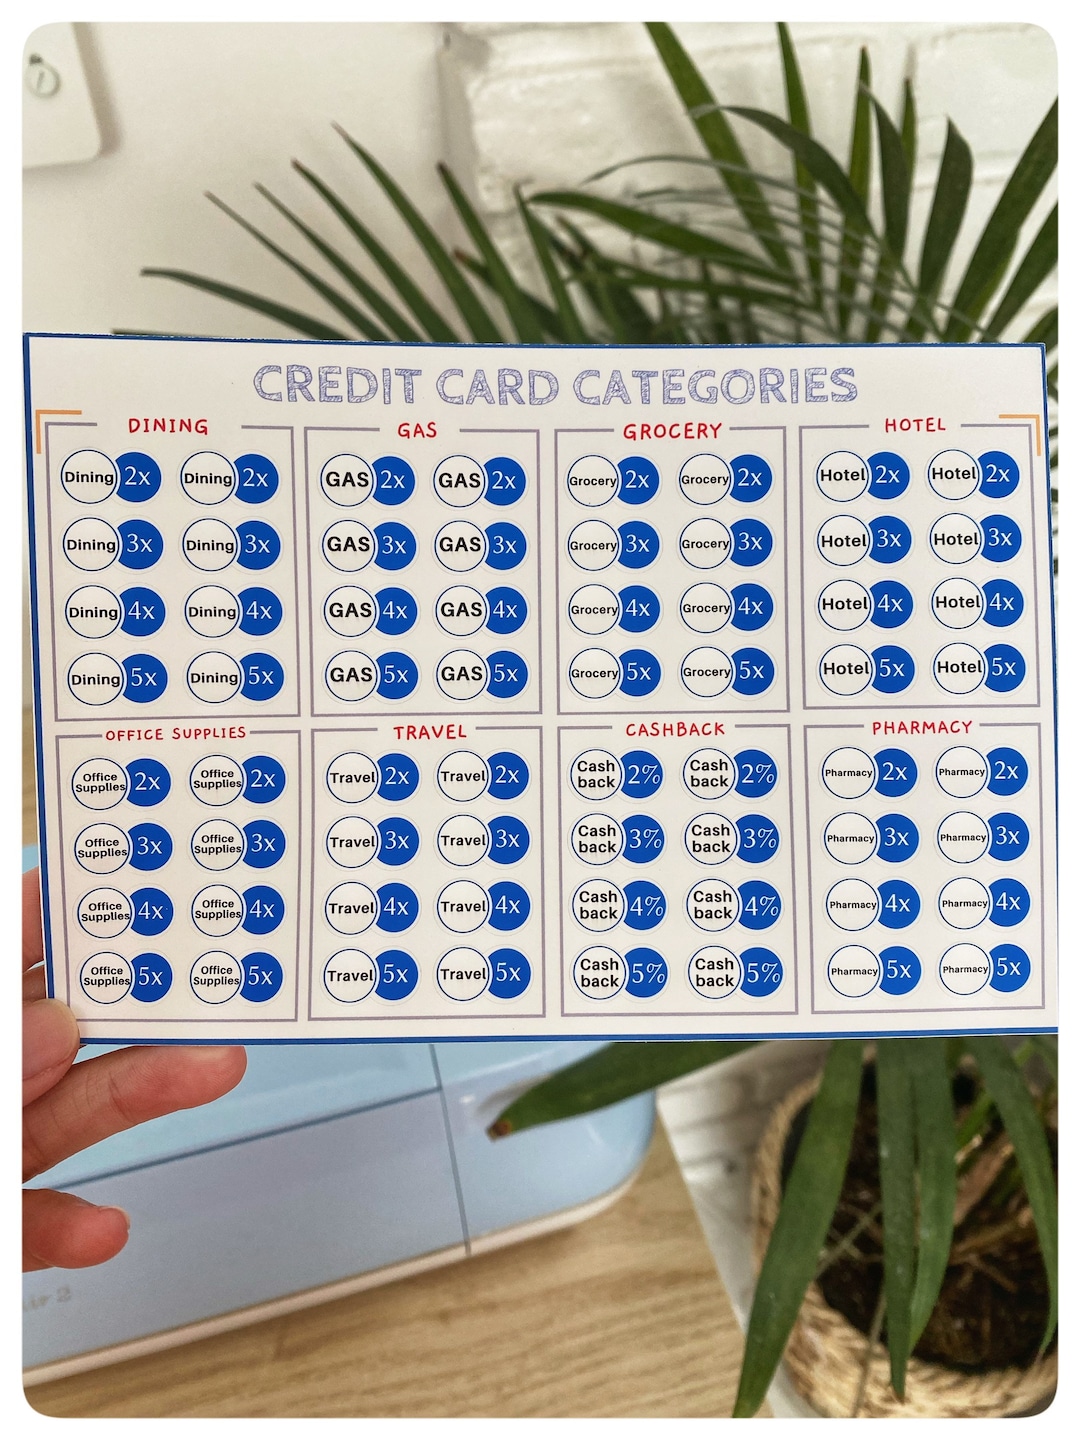 CREDIT CARD CATEGORIES
DINING
Dining 2x Dining 2x
Dining 3x Dining 3x
Dining 4x Dining 4x
Dining 5x Dining 5x
GAS
GAS 2x GAS 2x
GAS 3x GAS 3x
GAS 4x GAS 4x
GAS 5x GAS 5x
GROCERY
Grocery 2x Grocery 2x
Grocery 3x Grocery 3x
Grocery 4x Grocery 4x
Grocery 5x Grocery 5x
HOTEL
Hotel 2x Hotel 2x
Hotel 3x Hotel 3x
Hotel 4x Hotel 4x
Hotel 5x Hotel 5x
OFFICE SUPPLIES
Office Supplies 2x Office Supplies 2x
Office Supplies 3x Office Supplies 3x
Office Supplies 4x Office Supplies 4x
Office Supplies 5x Office Supplies 5x
TRAVEL
Travel 2x Travel 2x
Travel 3x Travel 3x
Travel 4x Travel 4x
Travel 5x Travel 5x
CASHBACK
Cash back 2% Cash back 2%
Cash back 3% Cash back 3%
Cash back 4% Cash back 4%
Cash back 5% Cash back 5%
PHARMACY
Pharmacy 2x Pharmacy 2x
Pharmacy 3x Pharmacy 3x
Pharmacy 4x Pharmacy 4x
Pharmacy 5x Pharmacy 5x